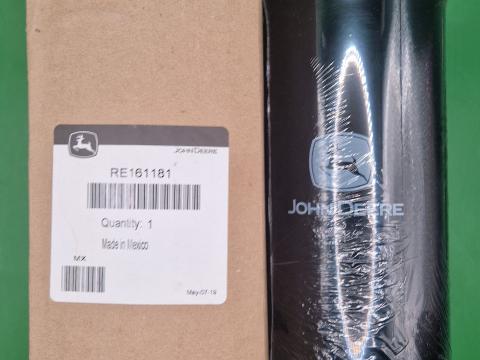 JOHN DEERE
RE161181
Quantity: 1
Made in Mexico
MX
May-07-19
JOHN DEERE